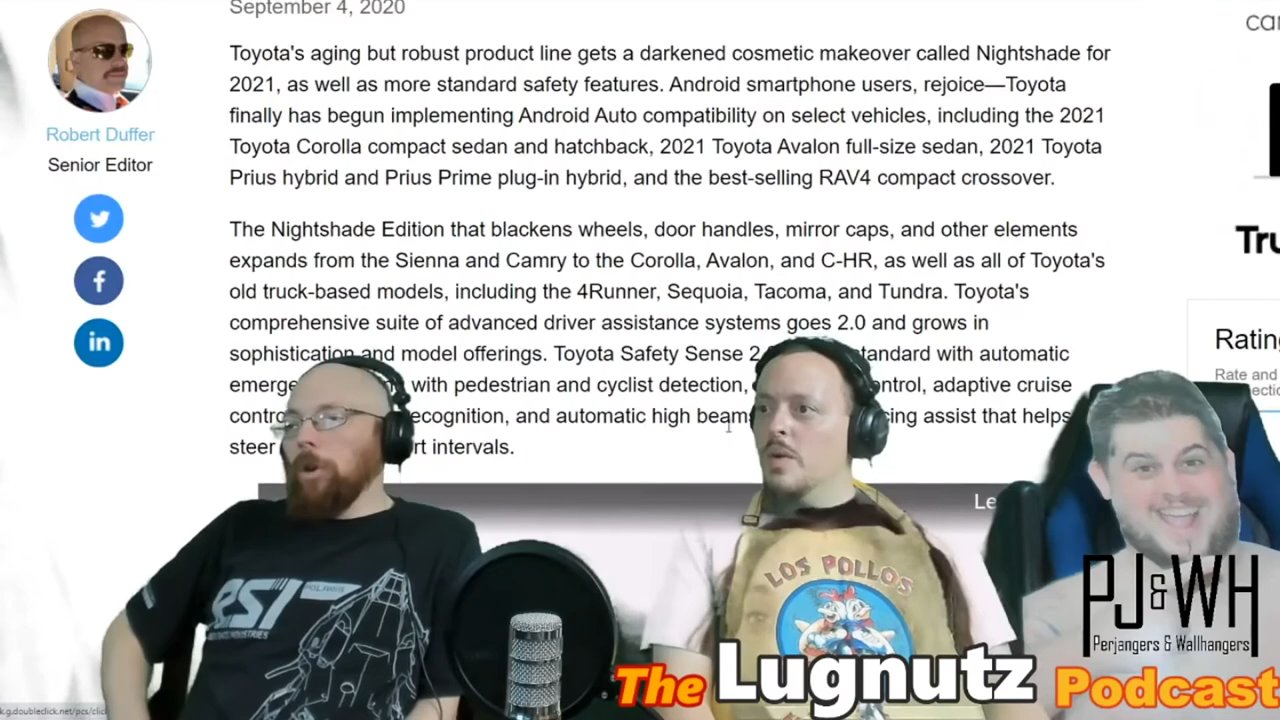 September 4, 2020
Toyota's aging but robust product line gets a darkened cosmetic makeover called Nightshade for
2021, as well as more standard safety features. Android smartphone users, rejoice—Toyota
finally has begun implementing Android Auto compatibility on select vehicles, including the 2021
Toyota Corolla compact sedan and hatchback, 2021 Toyota Avalon full-size sedan, 2021 Toyota
Prius hybrid and Prius Prime plug-in hybrid, and the best-selling RAV4 compact crossover.
Robert Duffer
Senior Editor
The Nightshade Edition that blackens wheels, door handles, mirror caps, and other elements
expands from the Sienna and Camry to the Corolla, Avalon, and C-HR, as well as all of Toyota's
old truck-based models, including the 4Runner, Sequoia, Tacoma, and Tundra. Toyota's
comprehensive suite of advanced driver assistance systems goes 2.0 and grows in
sophistication and model offerings. Toyota Safety Sense 2 standard with automatic
with pedestrian and cyclist detection, adaptive cruise
and automatic high beams assist that helps
steer intervals.
in
Rating
Rate and
RSI
POLARIS
LOS POLLOS
PJ&WH
Perjangers & Wallhangers
The Lugnutz Podcast